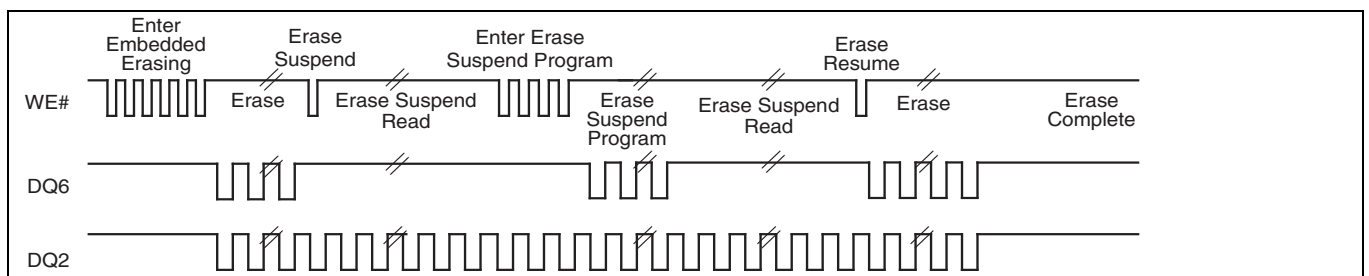 Enter
Embedded
Erasing
Erase
Suspend
Enter Erase
Suspend Program
Erase
Resume
WE#
Erase
Erase Suspend
Read
Erase
Suspend
Program
Erase Suspend
Read
Erase
Erase
Complete
DQ6
DQ2